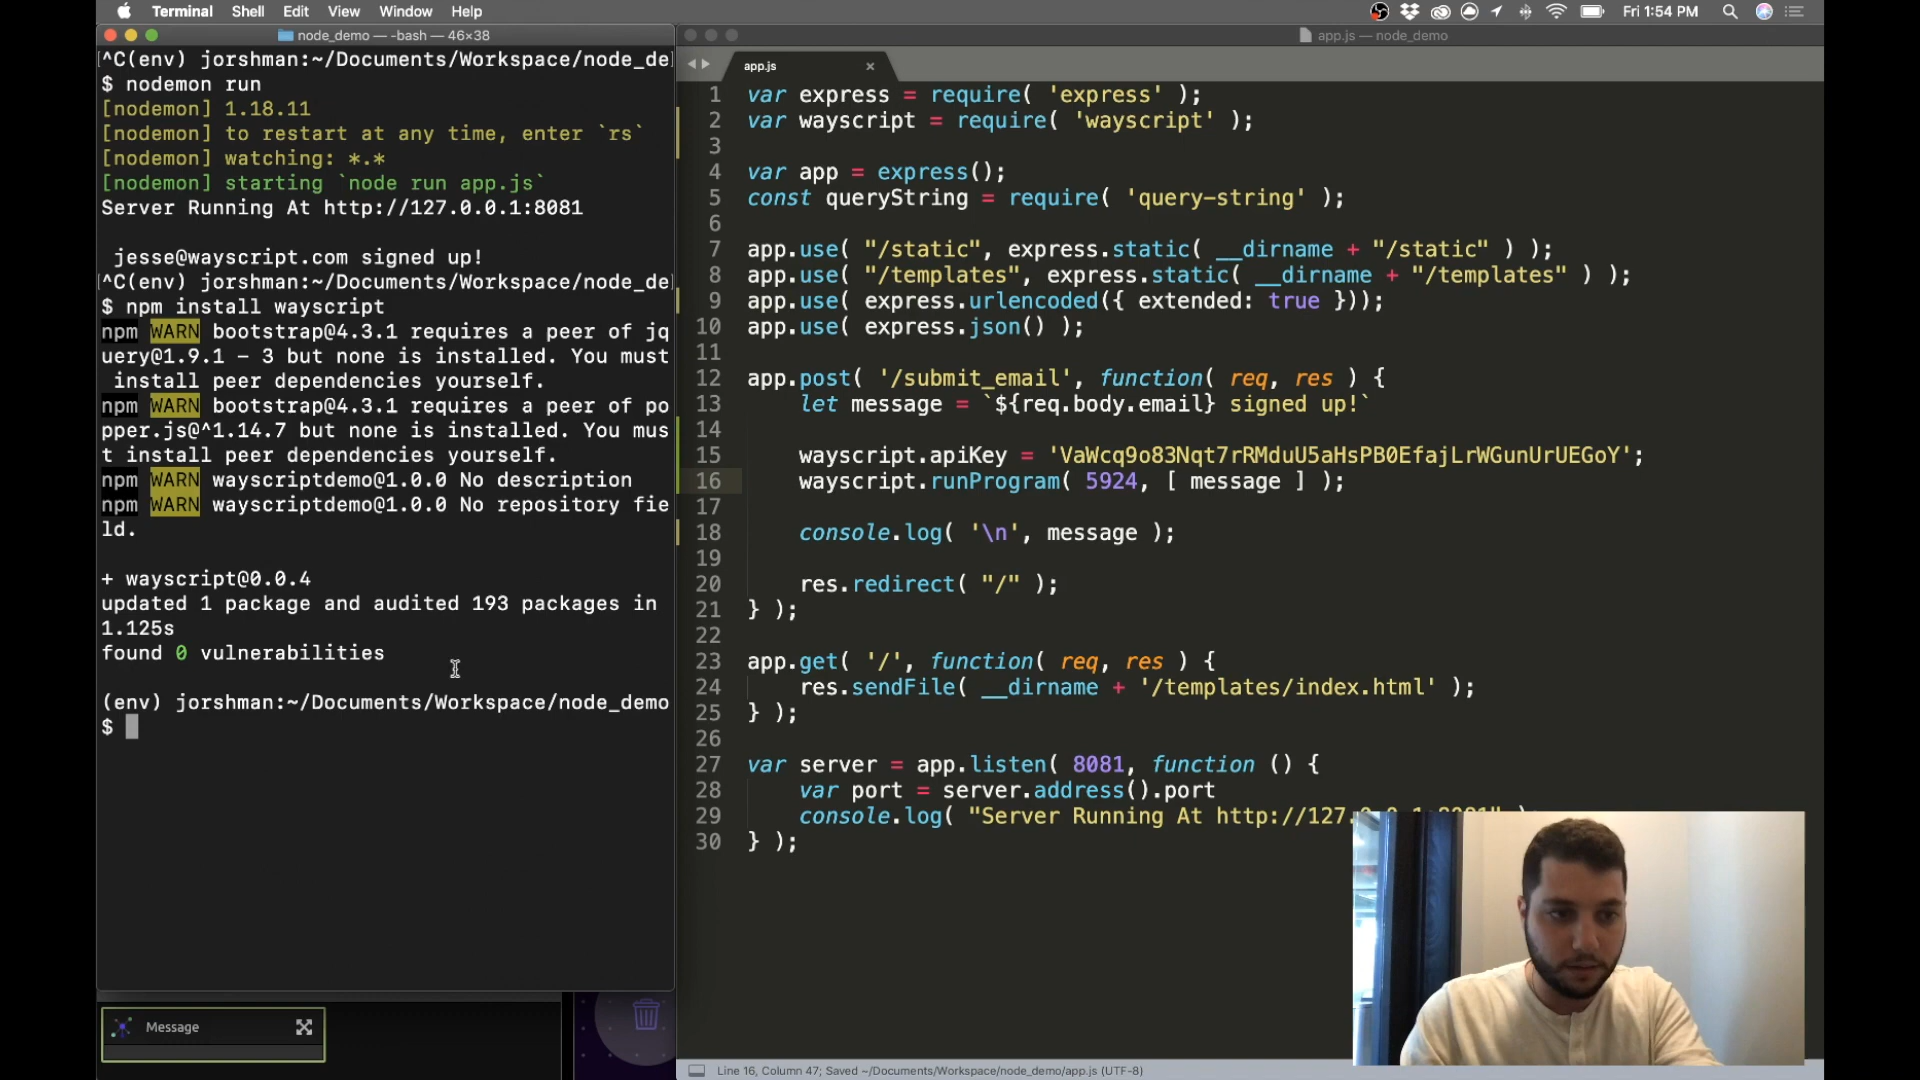 Terminal Shell Edit View Window Help
Fri 1:54 PM
node_demo — -bash — 46×38
^C(env) jorshman:~/Documents/Workspace/node_de
$ nodemon run
[nodemon] 1.18.11
[nodemon] to restart at any time, enter `rs`
[nodemon] watching: *.*
[nodemon] starting `node run app.js`
Server Running At http://127.0.0.1:8081
jesse@wayscript.com signed up!
^C(env) jorshman:~/Documents/Workspace/node_de
$ npm install wayscript
npm WARN bootstrap@4.3.1 requires a peer of jq
uery@1.9.1 - 3 but none is installed. You must
install peer dependencies yourself.
npm WARN bootstrap@4.3.1 requires a peer of po
pper.js@^1.14.7 but none is installed. You mus
t install peer dependencies yourself.
npm WARN wayscriptdemo@1.0.0 No description
npm WARN wayscriptdemo@1.0.0 No repository fie
ld.
+ wayscript@0.0.4
updated 1 package and audited 193 packages in
1.125s
found 0 vulnerabilities
(env) jorshman:~/Documents/Workspace/node_demo
$
Message
app.js — node_demo
app.js
1 var express = require( 'express' );
2 var wayscript = require( 'wayscript' );
3
4 var app = express();
5 const queryString = require( 'query-string' );
6
7 app.use( "/static", express.static( __dirname + "/static" ) );
8 app.use( "/templates", express.static( __dirname + "/templates" ) );
9 app.use( express.urlencoded({ extended: true }));
10 app.use( express.json() );
11
12 app.post( '/submit_email', function( req, res ) {
13 let message = `${req.body.email} signed up!`
14
15 wayscript.apiKey = 'VaWcq9o83Nqt7rRMduU5aHsPB0EfajLrWGunUrUEGoY';
16 wayscript.runProgram( 5924, [ message ] );
17
18 console.log( '\n', message );
19
20 res.redirect( "/" );
21 } );
22
23 app.get( '/', function( req, res ) {
24 res.sendFile( __dirname + '/templates/index.html' );
25 } );
26
27 var server = app.listen( 8081, function () {
28 var port = server.address().port
29 console.log( "Server Running At http://127.
30 } );
Line 16, Column 47; Saved ~/Documents/Workspace/node_demo/app.js (UTF-8)